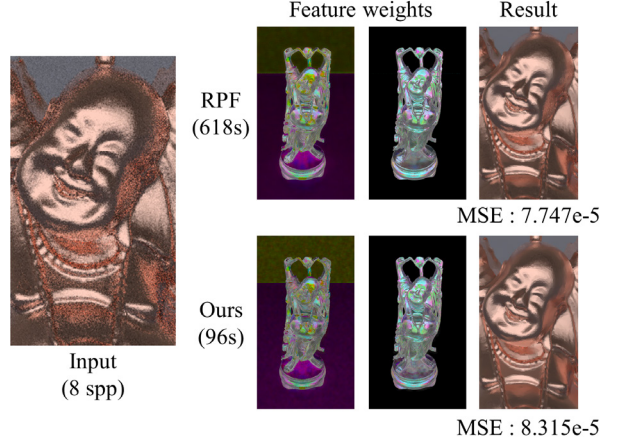 Feature weights
Result
RPF
(618s)
MSE : 7.747e-5
Ours
(96s)
Input
(8 spp)
MSE : 8.315e-5